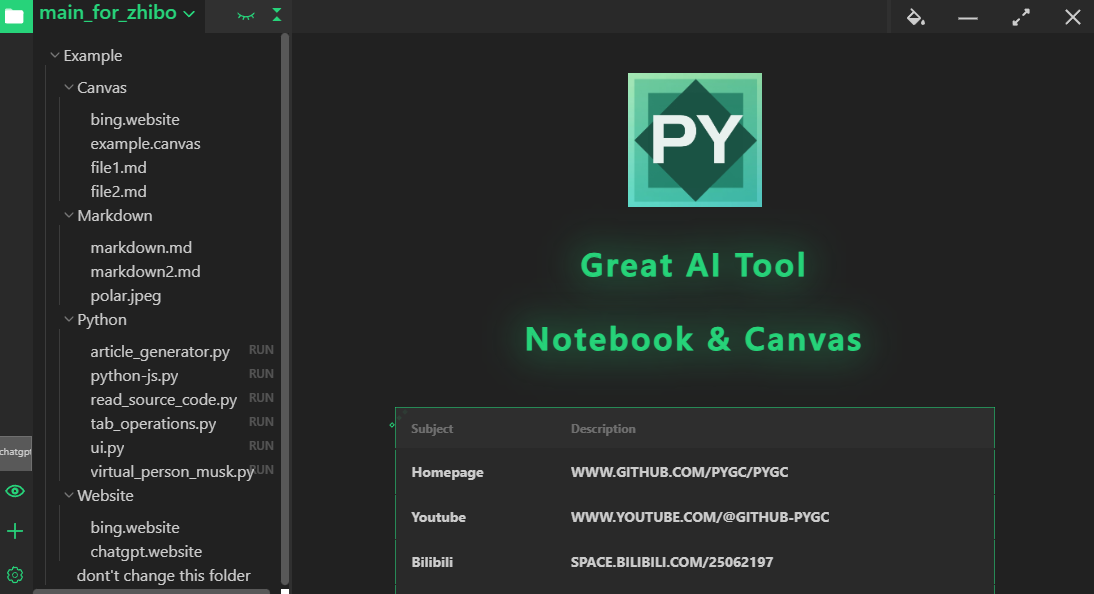 main_for_zhibo
Example
Canvas
bing.website
example.canvas
file1.md
file2.md
Markdown
markdown.md
markdown2.md
polar.jpeg
Python
article_generator.py RUN
python-js.py RUN
read_source_code.py RUN
tab_operations.py RUN
ui.py RUN
virtual_person_musk.py RUN
Website
bing.website
chatgpt.website
dont't change this folder
chatgpt
PY
Great AI Tool
Notebook & Canvas
Subject Description
Homepage WWW.GITHUB.COM/PYGC/PYGC
Youtube WWW.YOUTUBE.COM/@GITHUB-PYGC
Bilibili SPACE.BILIBILI.COM/25062197